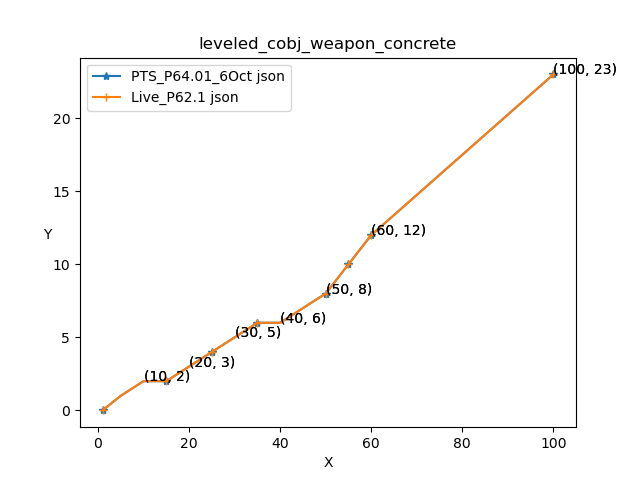 leveled_cobj_weapon_concrete
PTS_P64.01_6Oct json
Live_P62.1 json
(100, 23)
(60, 12)
(50, 8)
(40, 6)
(30, 5)
(20, 3)
(10, 2)
Y
20
15
10
5
0
0 20 40 60 80 100
X